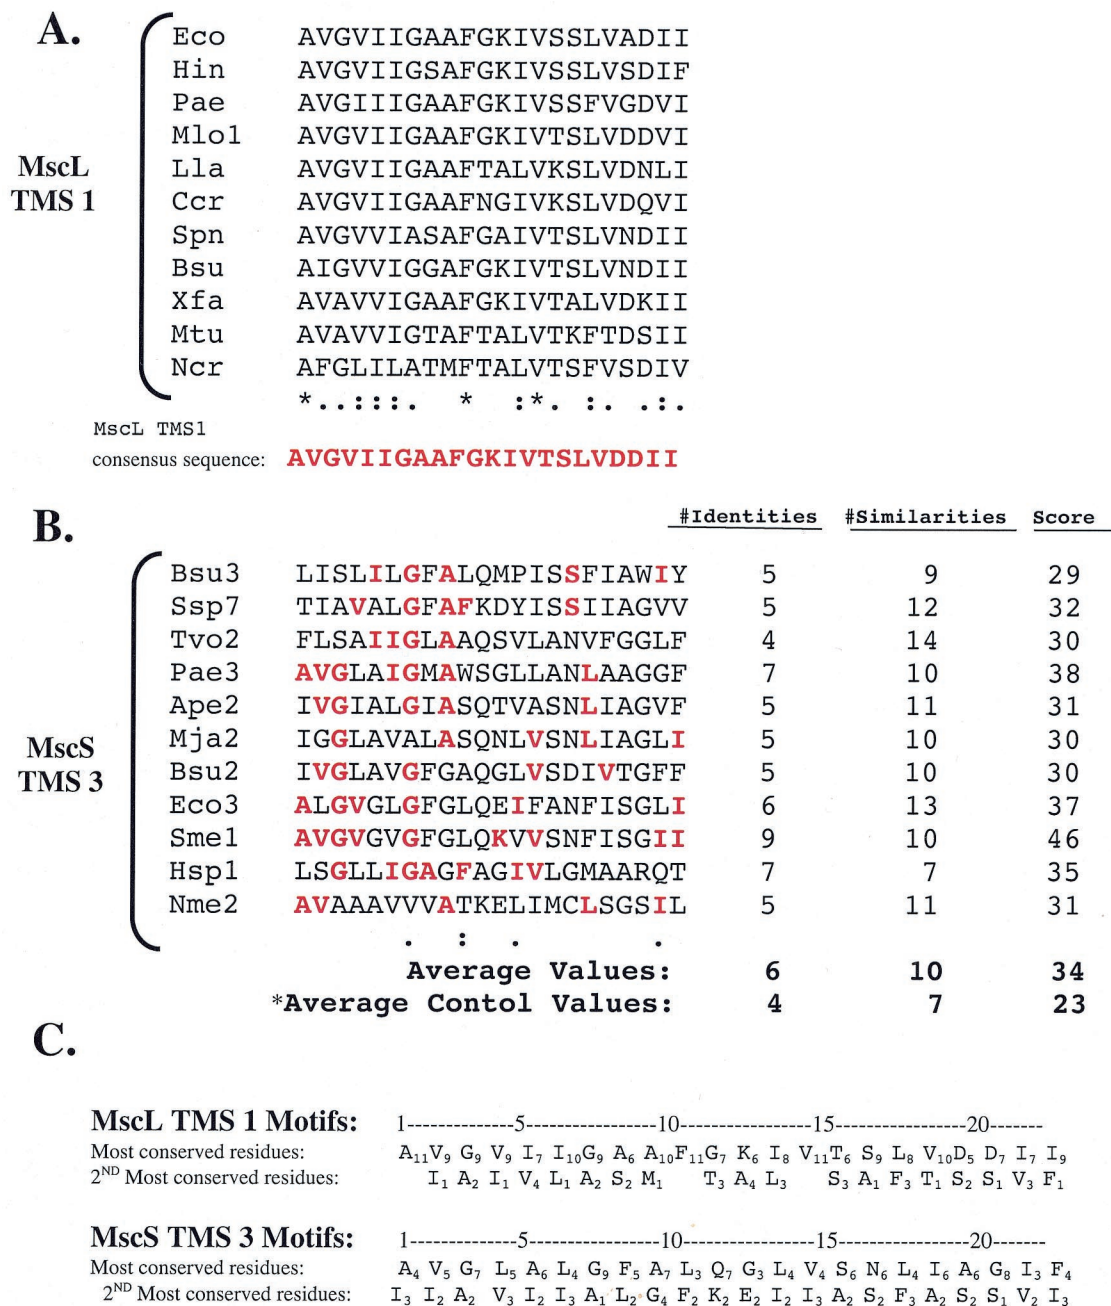 A.
MscL
TMS 1
Eco AVGVIIGAAFGKIVSSLVADII
Hin AVGVIIGSAFGKIVSSLVSDIF
Pae AVGIIIGAAFGKIVSSFVGDVI
Mlo1 AVGVIIGAAFGKIVTSLVDDVI
Lla AVGVIIGAAFTALVKSLVDNLI
Ccr AVGVIIGAAFNGIVKSLVDQVI
Spn AVGVVIASAFGAIVTSLVNDII
Bsu AIGVVIGGAFGKIVTSLVNDII
Xfa AVAVVIGAAFGKIVTALVDKII
Mtu AVAVVIGTAFTALVTKFTDSII
Ncr AFGLILATMFTALVTSFVSDIV
*..:::. * :*. :. .:.
MscL TMS1
consensus sequence: AVGVIIGAAFGKIVTSLVDDII
B.
#Identities #Similarities Score
MscS
TMS 3
Bsu3 LISLILGFALQMPISSFIAWIY 5 9 29
Ssp7 TIAVALGFAFKDYISSIIAGVV 5 12 32
Tvo2 FLSAIIGLAAQSVLANVFGGLF 4 14 30
Pae3 AVGLAIGMAWSGLLANLAAGGF 7 10 38
Ape2 IVGIALGIASQTVASNLIAGVF 5 11 31
Mja2 IGGLAVALASQNLVSNLIAGLI 5 10 30
Bsu2 IVGLAVGFGAQGLVSDIVTGFF 5 10 30
Eco3 ALGVGLGFGLQEIFANFISGLI 6 13 37
Sme1 AVGVGVGFGLQKVVSNFISGII 9 10 46
Hsp1 LSGLLIGAGFAGIVLGMAARQT 7 7 35
Nme2 AVAAAVVVATKELIMCLSGSIL 5 11 31
. : . .
Average Values: 6 10 34
*Average Contol Values: 4 7 23
C.
MscL TMS 1 Motifs: 1--------------5-------------10-------------15-------------20-------
Most conserved residues: A11V9 G9 V9 I7 I10G9 A6 A10F11G7 K6 I8 V11T6 S9 L8 V10D5 D7 I7 I9
2ND Most conserved residues: I1 A2 I1 V4 L1 A2 S2 M1 T3 A4 L3 S3 A1 F3 T1 S2 S1 V3 F1
MscS TMS 3 Motifs: 1--------------5-------------10-------------15-------------20-------
Most conserved residues: A4 V5 G7 L5 A6 L4 G9 F5 A7 L3 Q7 G3 L4 V4 S6 N6 L4 I6 A6 G8 I3 F4
2ND Most conserved residues: I3 I2 A2 V3 I2 I3 A1 L2 G4 F2 K2 E2 I2 I3 A2 S2 F3 A2 S2 S1 V2 I3